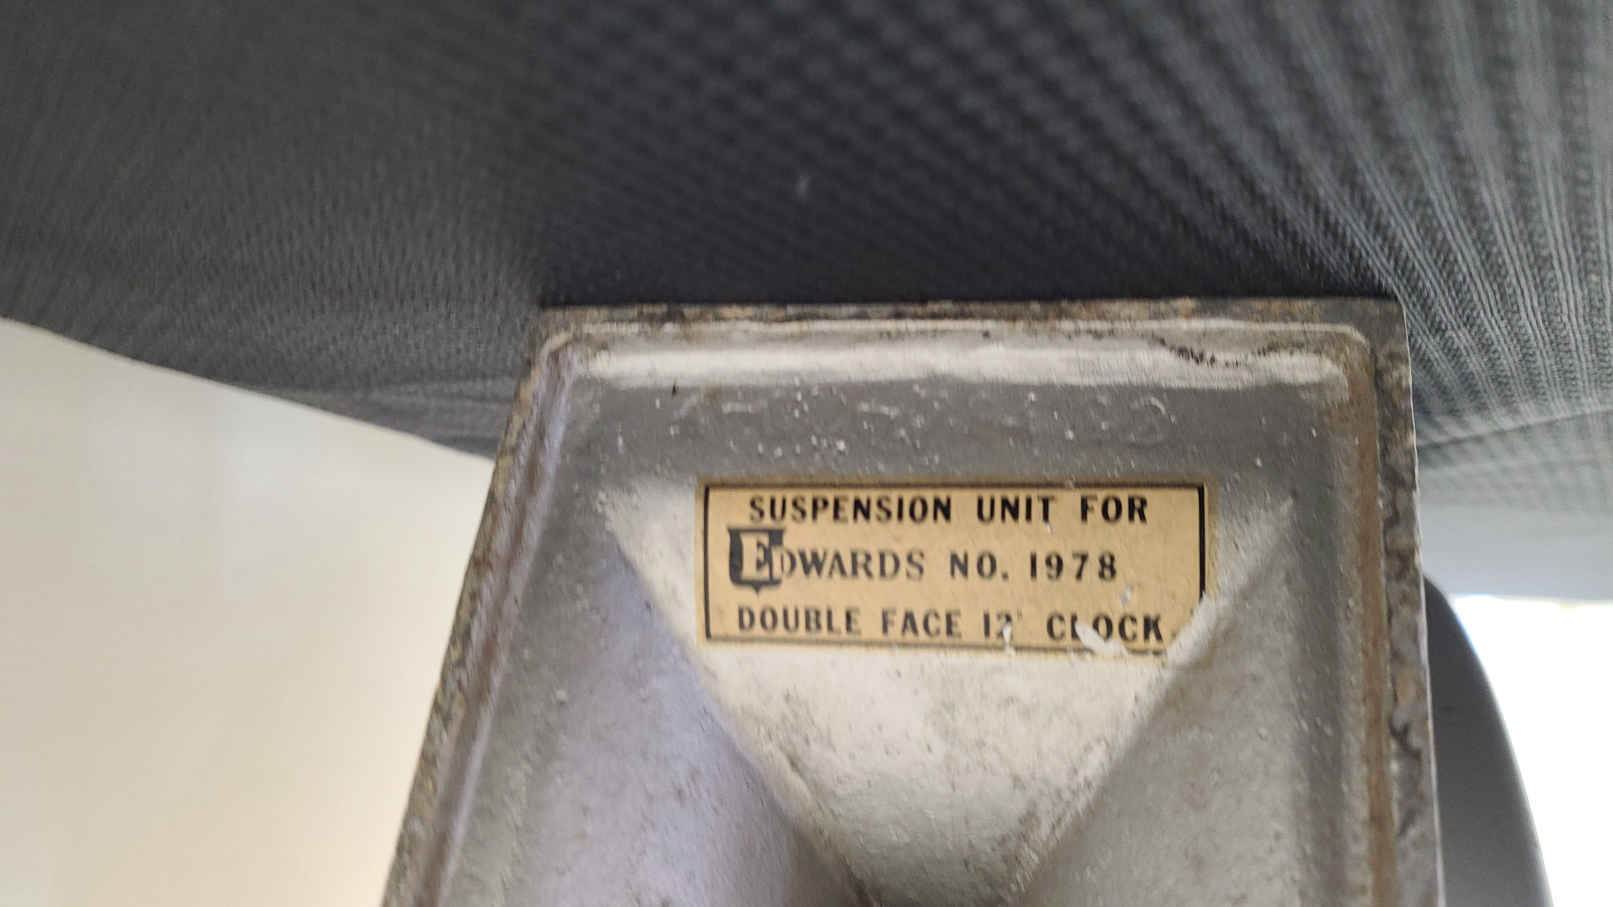 SUSPENSION UNIT FOR
EDWARDS NO. 1978
DOUBLE FACE 12" CLOCK